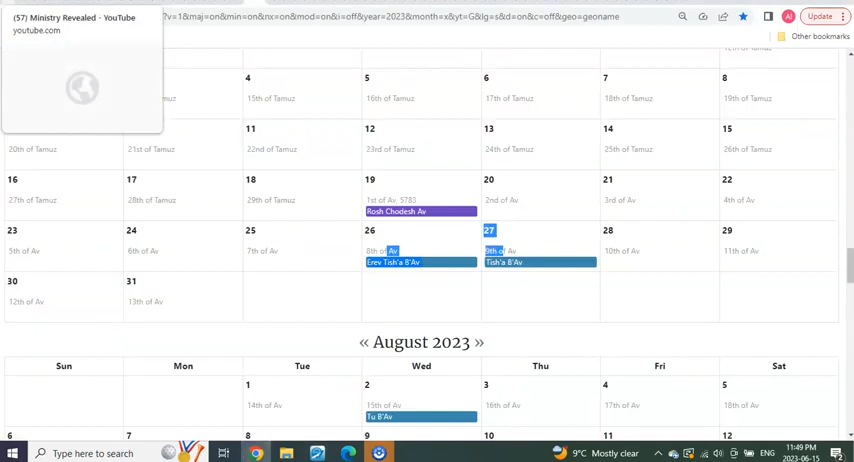 (57) Ministry Revealed - YouTube
youtube.com
?v=1&maj=on&min=on&nx=on&mod=on&i=off&year=2023&month=x&yt=G&lg=s&d=on&c=off&geo=geoname
AI
Update
Other bookmarks
4 5 6 7 8
15th of Tamuz 16th of Tamuz 17th of Tamuz 18th of Tamuz 19th of Tamuz
11 12 13 14 15
20th of Tamuz 21st of Tamuz 22nd of Tamuz 23rd of Tamuz 24th of Tamuz 25th of Tamuz 26th of Tamuz
16 17 18 19 20 21 22
27th of Tamuz 28th of Tamuz 29th of Tamuz 1st of Av, 5783 2nd of Av 3rd of Av 4th of Av
Rosh Chodesh Av
23 24 25 26 27 28 29
5th of Av 6th of Av 7th of Av 8th of Av 9th of Av 10th of Av 11th of Av
Erev Tish'a B'Av Tish'a B'Av
30 31
12th of Av 13th of Av
« August 2023 »
Sun Mon Tue Wed Thu Fri Sat
1 2 3 4 5
14th of Av 15th of Av 16th of Av 17th of Av 18th of Av
Tu B'Av
6 7 8 9 10 11 12
Type here to search
9°C Mostly clear
ENG
11:49 PM
2023-06-15
2